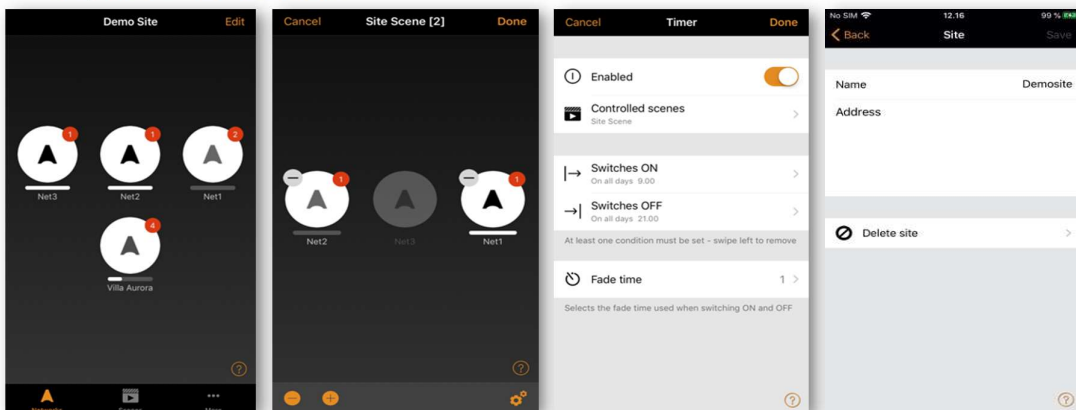 Demo Site
Edit
1
1
2
Net3
Net2
Net1
4
Villa Aurora
?
Networks
Scenes
More
Cancel
Site Scene [2]
Done
1
1
Net2
Net3
Net1
?
Cancel
Timer
Done
Enabled
Controlled scenes
Site Scene
Switches ON
On all days 9.00
Switches OFF
On all days 21.00
At least one condition must be set - swipe left to remove
Fade time
1
Selects the fade time used when switching ON and OFF
?
No SIM
12.16
99 %
Back
Site
Save
Name
Demosite
Address
Delete site
?